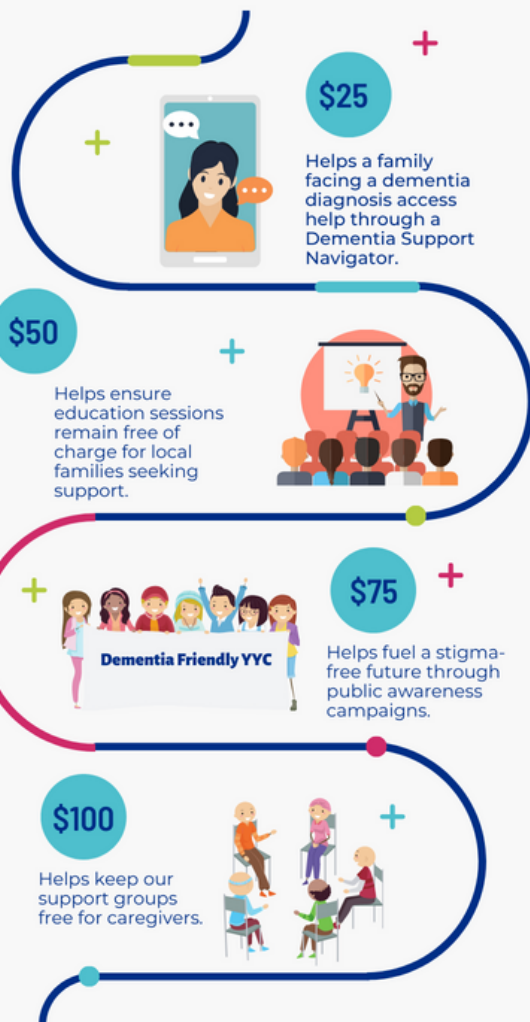 $25
Helps a family
facing a dementia
diagnosis access
help through a
Dementia Support
Navigator.
$50
Helps ensure
education sessions
remain free of
charge for local
families seeking
support.
Dementia Friendly YYC
$75
Helps fuel a stigma-
free future through
public awareness
campaigns.
$100
Helps keep our
support groups
free for caregivers.